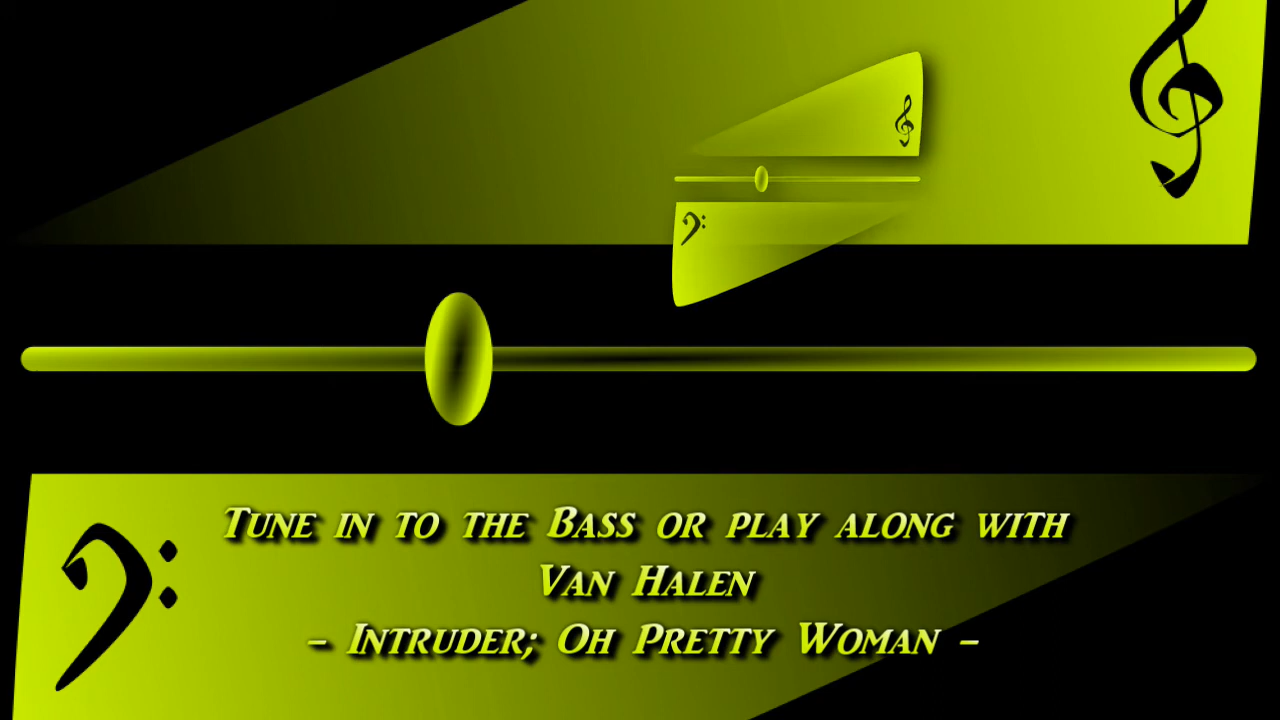 Tune in to the Bass or play along with
Van Halen
- Intruder; Oh Pretty Woman -